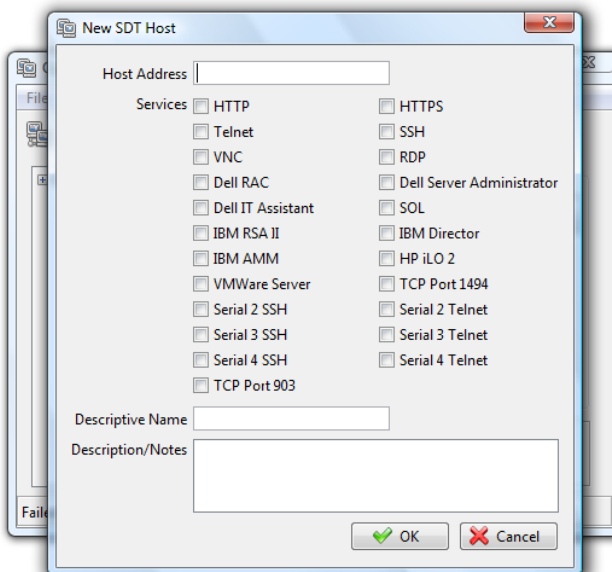 New SDT Host
File
Host Address
Services HTTP HTTPS
Telnet SSH
VNC RDP
Dell RAC Dell Server Administrator
Dell IT Assistant SOL
IBM RSA II IBM Director
IBM AMM HP iLO 2
VMWare Server TCP Port 1494
Serial 2 SSH Serial 2 Telnet
Serial 3 SSH Serial 3 Telnet
Serial 4 SSH Serial 4 Telnet
TCP Port 903
Descriptive Name
Description/Notes
OK Cancel